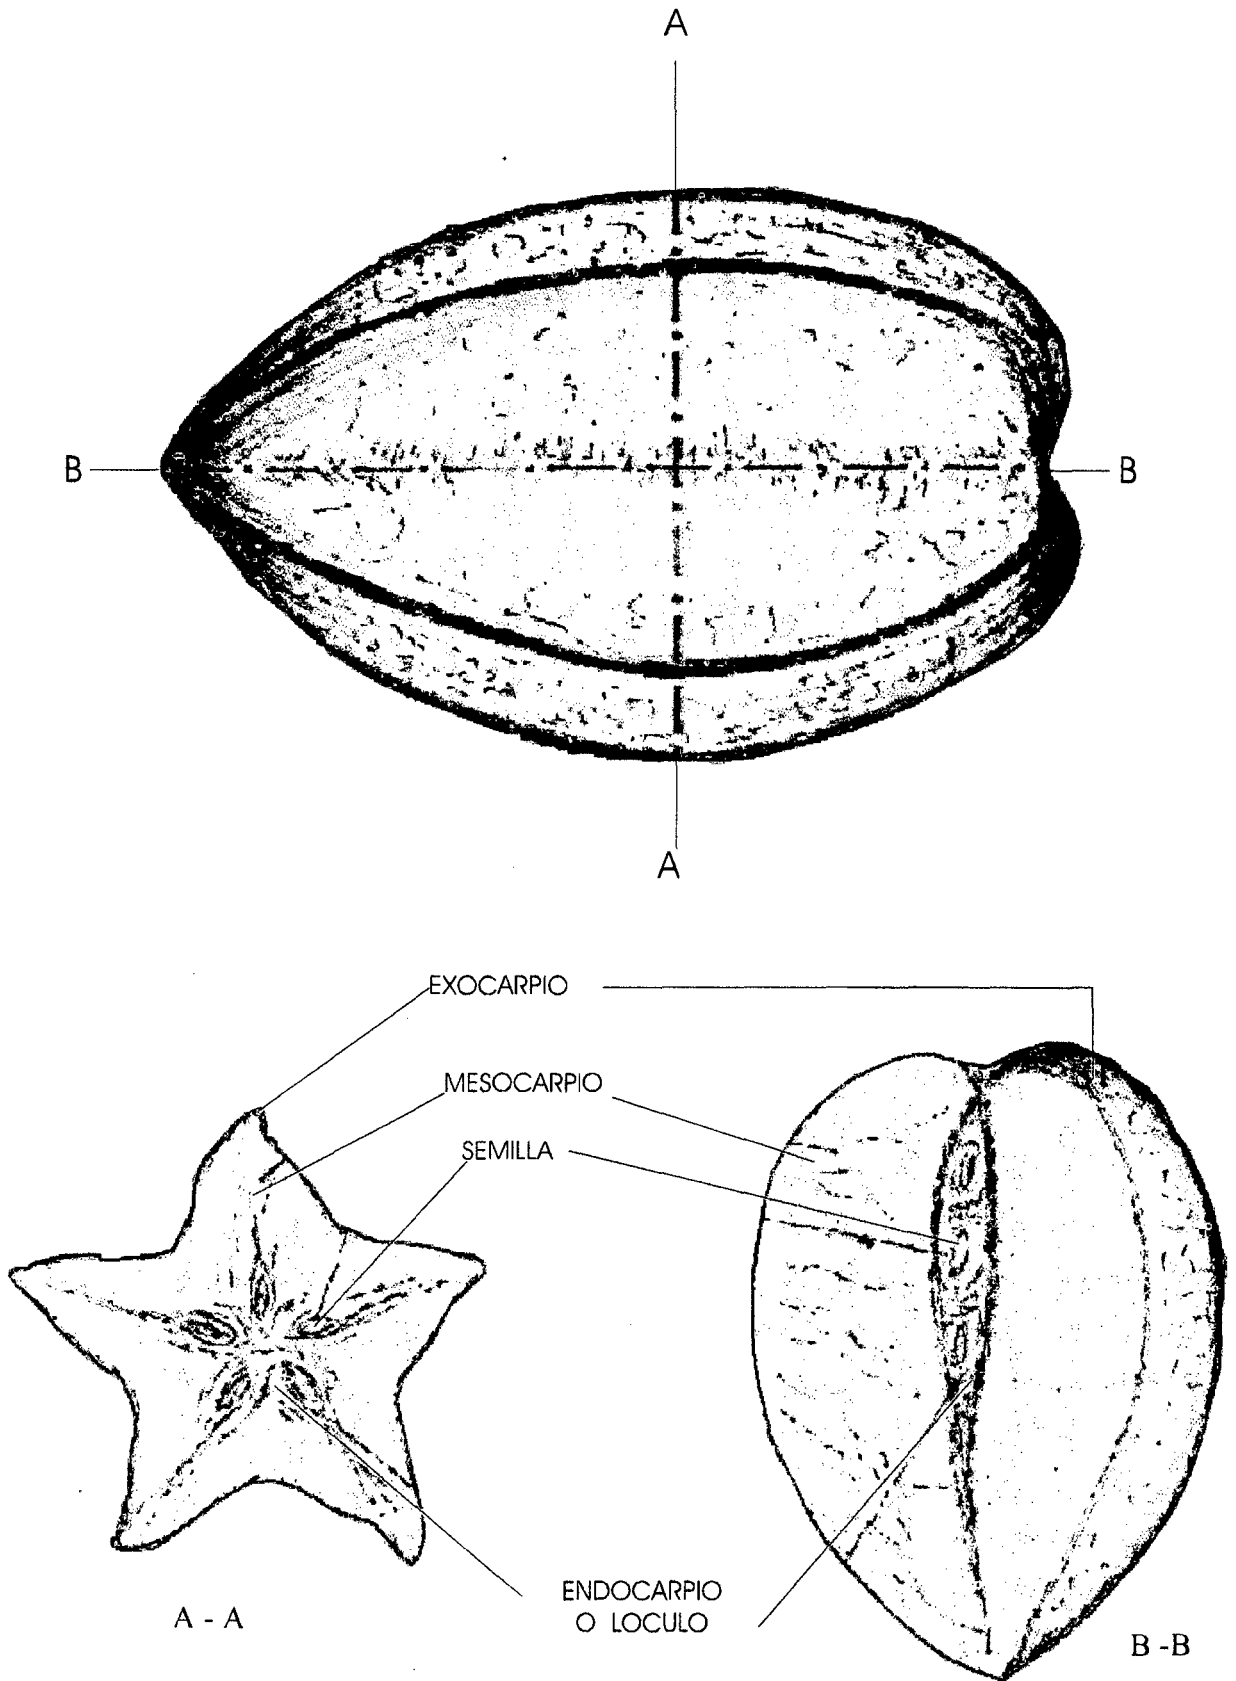 A
B
B
A
EXOCARPIO
MESOCARPIO
SEMILLA
ENDOCARPIO
O LOCULO
A - A
B -B